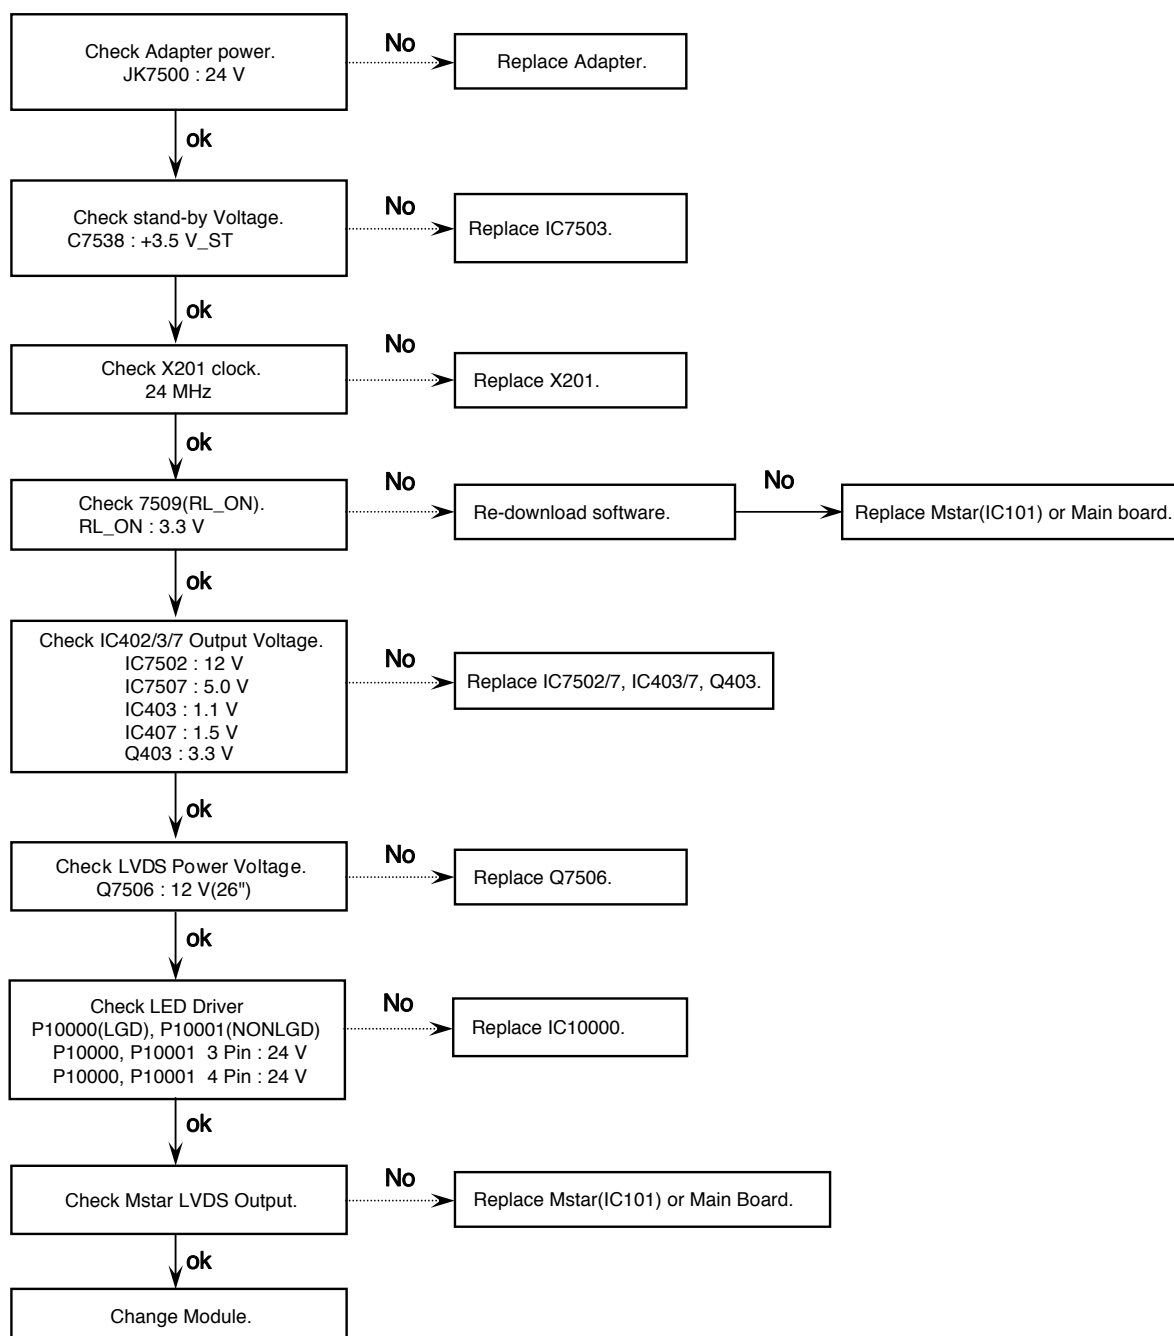 Check Adapter power.
JK7500 : 24 V
No
Replace Adapter.
ok
Check stand-by Voltage.
C7538 : +3.5 V_ST
No
Replace IC7503.
ok
Check X201 clock.
24 MHz
No
Replace X201.
ok
Check 7509(RL_ON).
RL_ON : 3.3 V
No
Re-download software.
No
Replace Mstar(IC101) or Main board.
ok
Check IC402/3/7 Output Voltage.
IC7502 : 12 V
IC7507 : 5.0 V
IC403 : 1.1 V
IC407 : 1.5 V
Q403 : 3.3 V
No
Replace IC7502/7, IC403/7, Q403.
ok
Check LVDS Power Voltage.
Q7506 : 12 V(26")
No
Replace Q7506.
ok
Check LED Driver
P10000(LGD), P10001(NONLGD)
P10000, P10001 3 Pin : 24 V
P10000, P10001 4 Pin : 24 V
No
Replace IC10000.
ok
Check Mstar LVDS Output.
No
Replace Mstar(IC101) or Main Board.
ok
Change Module.